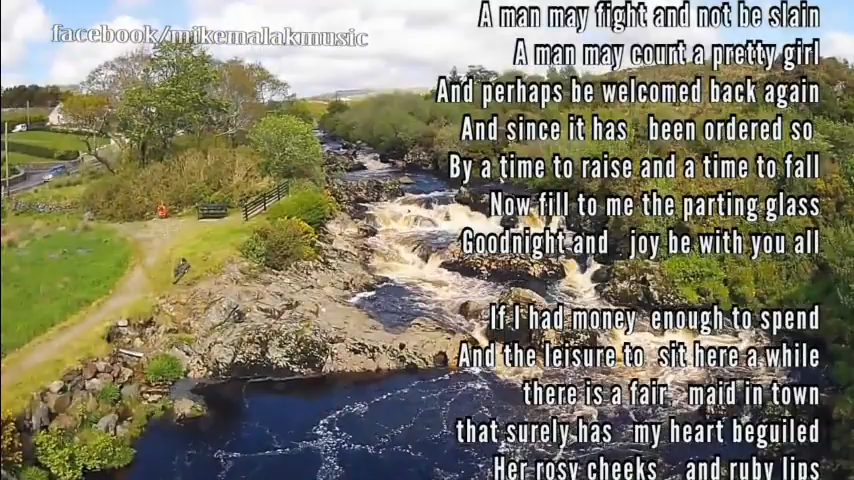 facebook/mikemalakmusic
A man may fight and not be slain
A man may court a pretty girl
And perhaps be welcomed back again
And since it has been ordered so
By a time to raise and a time to fall
Now fill to me the parting glass
Goodnight and joy be with you all
If I had money enough to spend
And the leisure to sit here a while
there is a fair maid in town
that surely has my heart beguiled
Her rosy cheeks and ruby lips